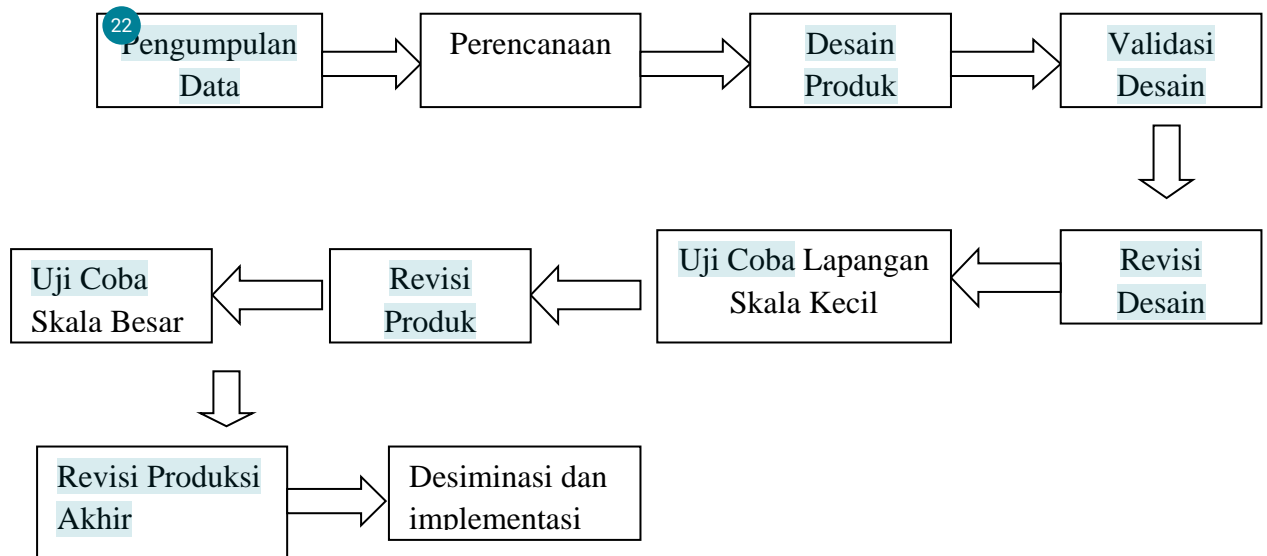 22
Pengumpulan
Data
Perencanaan
Desain
Produk
Validasi
Desain
Revisi
Desain
Uji Coba Lapangan
Skala Kecil
Revisi
Produk
Uji Coba
Skala Besar
Revisi Produksi
Akhir
Desiminasi dan
implementasi